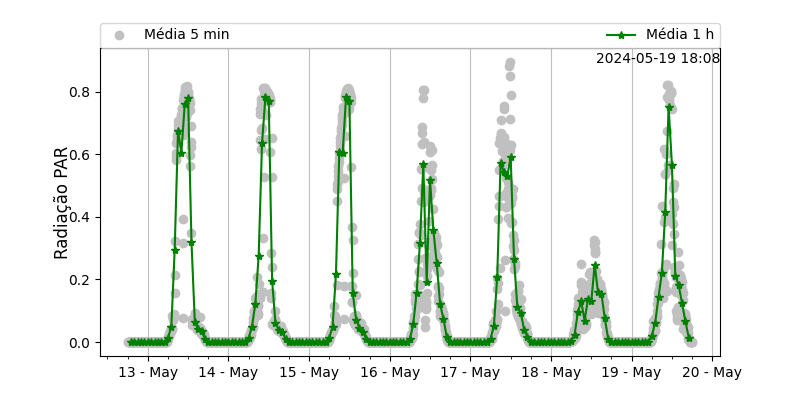 Média 5 min
Média 1 h
2024-05-19 18:08
Radiação PAR
0.8
0.6
0.4
0.2
0.0
13 - May
14 - May
15 - May
16 - May
17 - May
18 - May
19 - May
20 - May